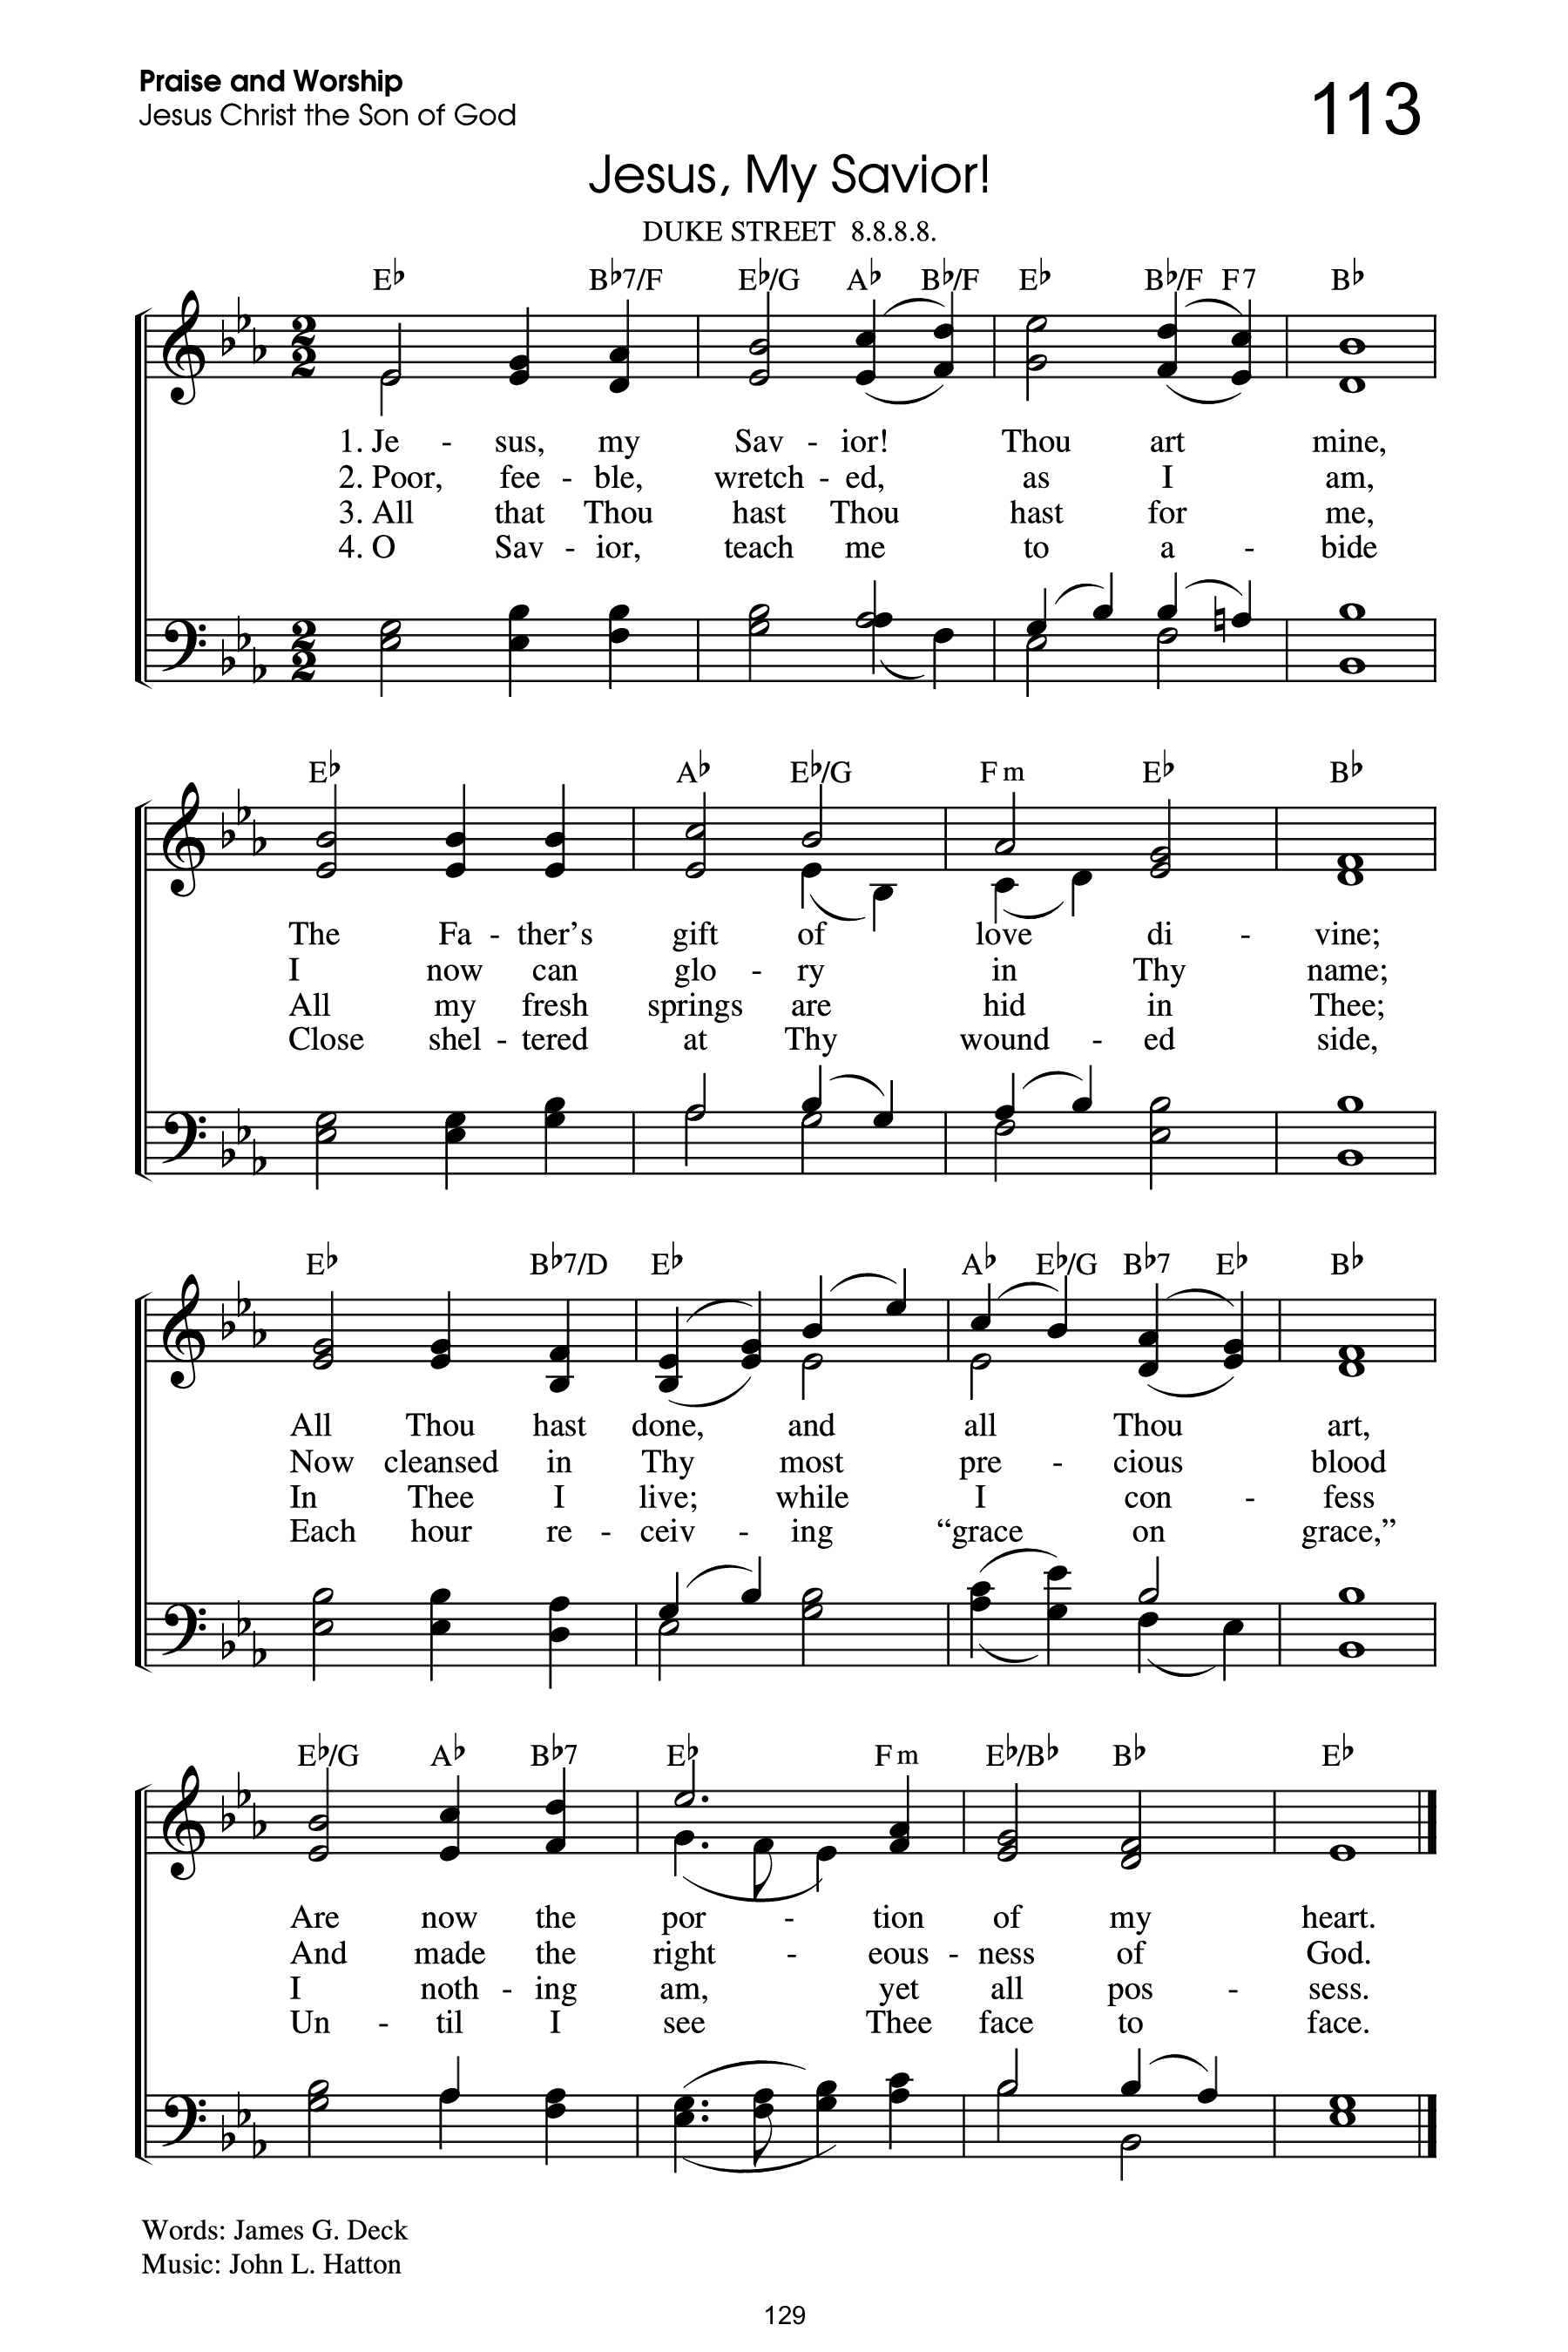 Praise and Worship
113
Jesus Christ the Son of God
Jesus, My Savior!
DUKE STREET 8.8.8.8.
E♭ B♭7/F E♭/G A♭ B♭/F E♭ B♭/F F7 B♭
2 2
1. Je - sus, my Sav - ior! Thou art mine,
2. Poor, fee - ble, wretch - ed, as I am,
3. All that Thou hast Thou hast for me,
4. O Sav - ior, teach me to a - bide
2 2
E♭ A♭ E♭/G Fm E♭ B♭
The Fa - ther's gift of love di - vine;
I now can glo - ry in Thy name;
All my fresh springs are hid in Thee;
Close shel - tered at Thy wound - ed side,
E♭ B♭7/D E♭ A♭ E♭/G B♭7 E♭ B♭
All Thou hast done, and all Thou art,
Now cleansed in Thy most pre - cious blood
In Thee I live; while I con - fess
Each hour re - ceiv - ing “grace on grace,”
E♭/G A♭ B♭7 E♭ Fm E♭/B♭ B♭ E♭
Are now the por - tion of my heart.
And made the right - eous - ness of God.
I noth - ing am, yet all pos - sess.
Un - til I see Thee face to face.
Words: James G. Deck
Music: John L. Hatton
129